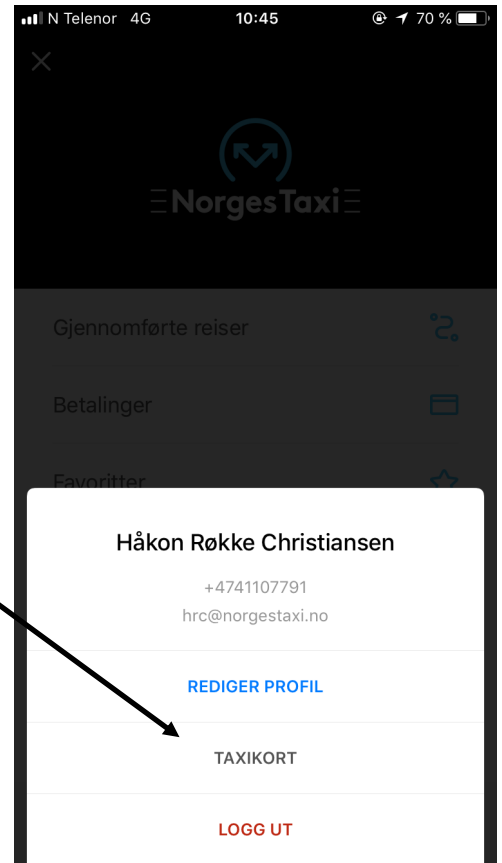 N Telenor 4G 10:45 70 %
NorgesTaxi
Gjennomførte reiser
Betalinger
Favoritter
Håkon Røkke Christiansen
+4741107791
hrc@norgestaxi.no
REDIGER PROFIL
TAXIKORT
LOGG UT